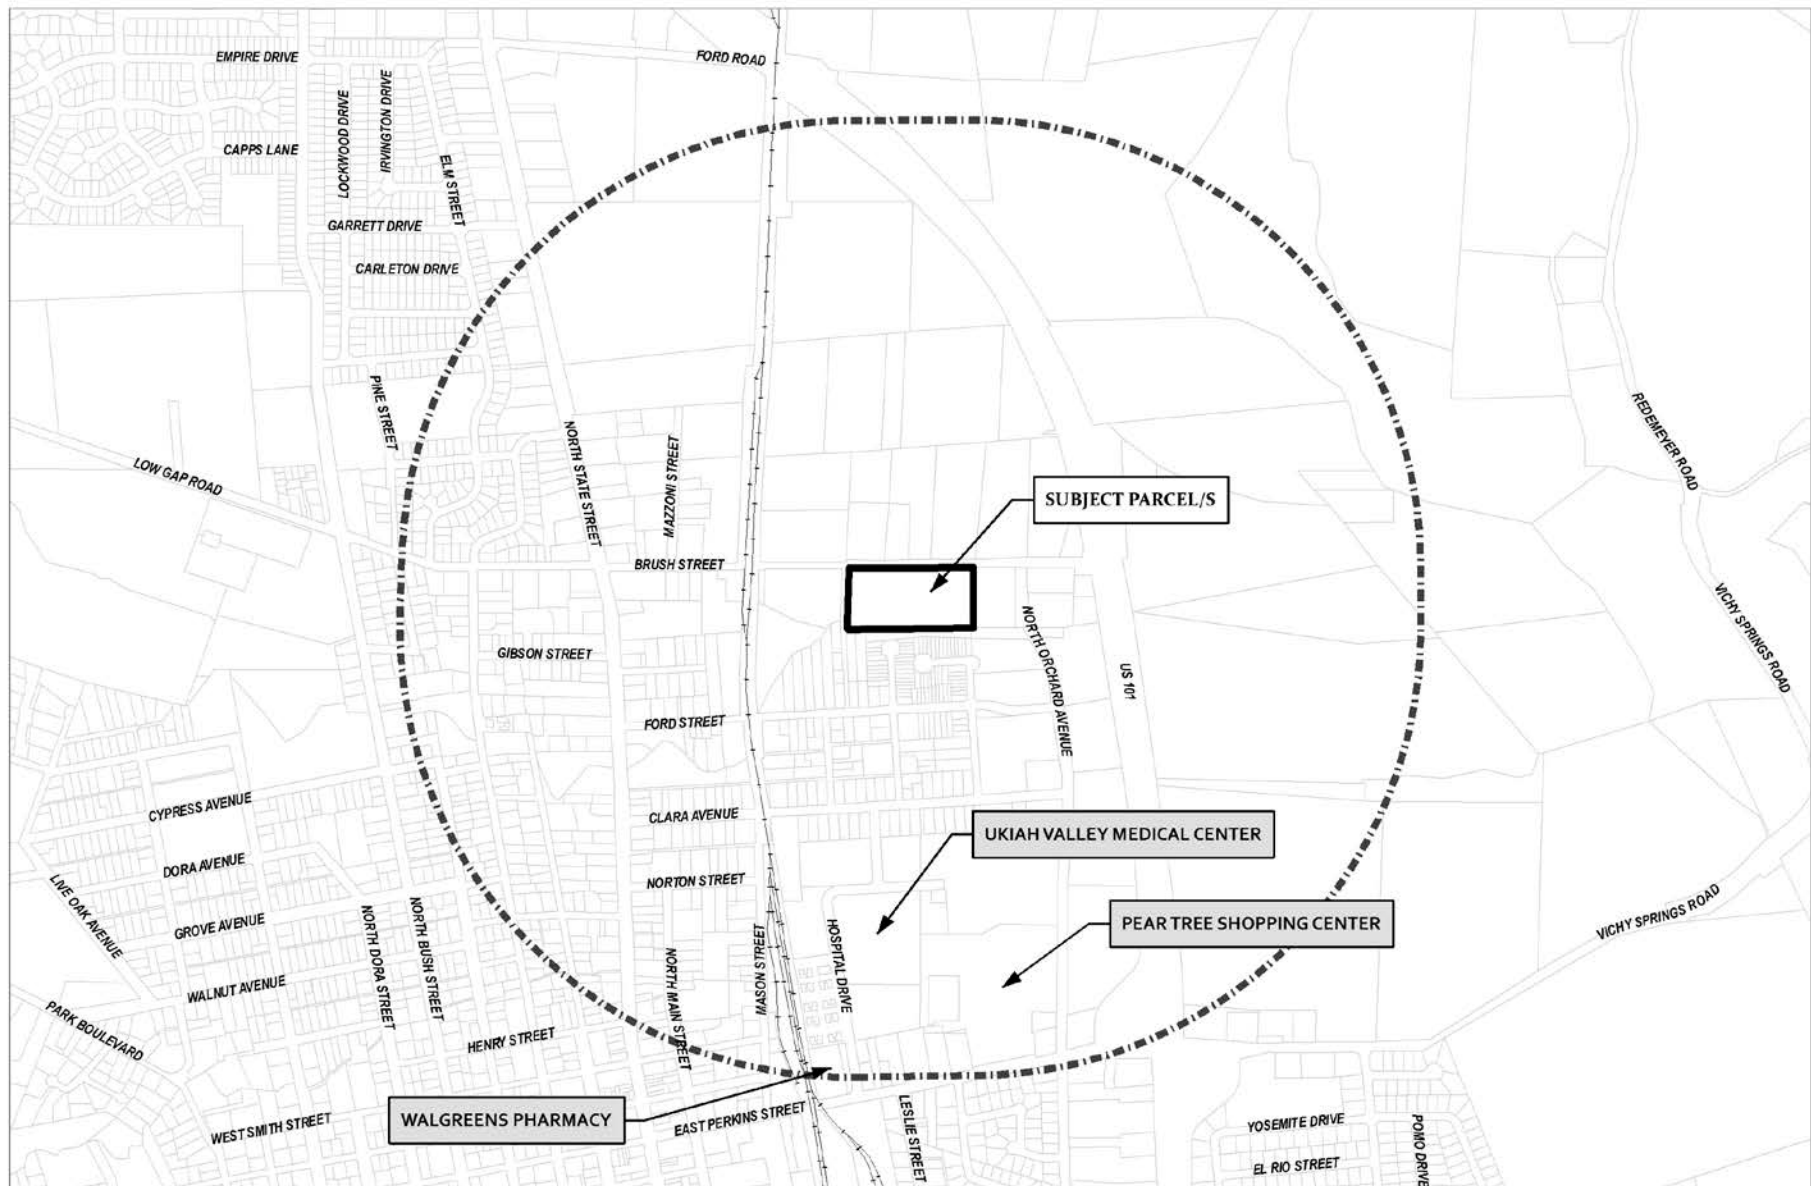 EMPIRE DRIVE
FORD ROAD
LOCKWOOD DRIVE
IRVINGTON DRIVE
CAPPS LANE
ELM STREET
GARRETT DRIVE
CARLETON DRIVE
PINE STREET
NORTH STATE STREET
MAZZONI STREET
REDEMEYER ROAD
LOW GAP ROAD
SUBJECT PARCEL/S
BRUSH STREET
VICHY SPRINGS ROAD
NORTH ORCHARD AVENUE
GIBSON STREET
US 101
FORD STREET
CYPRESS AVENUE
CLARA AVENUE
UKIAH VALLEY MEDICAL CENTER
DORA AVENUE
NORTON STREET
LIVE OAK AVENUE
GROVE AVENUE
NORTH DORA STREET
NORTH BUSH STREET
PEAR TREE SHOPPING CENTER
VICHY SPRINGS ROAD
NORTH MAIN STREET
MASON STREET
HOSPITAL DRIVE
WALNUT AVENUE
PARK BOULEVARD
HENRY STREET
WALGREENS PHARMACY
WEST SMITH STREET
EAST PERKINS STREET
LESLIE STREET
YOSEMITE DRIVE
POMO DRIVE
EL RIO STREET